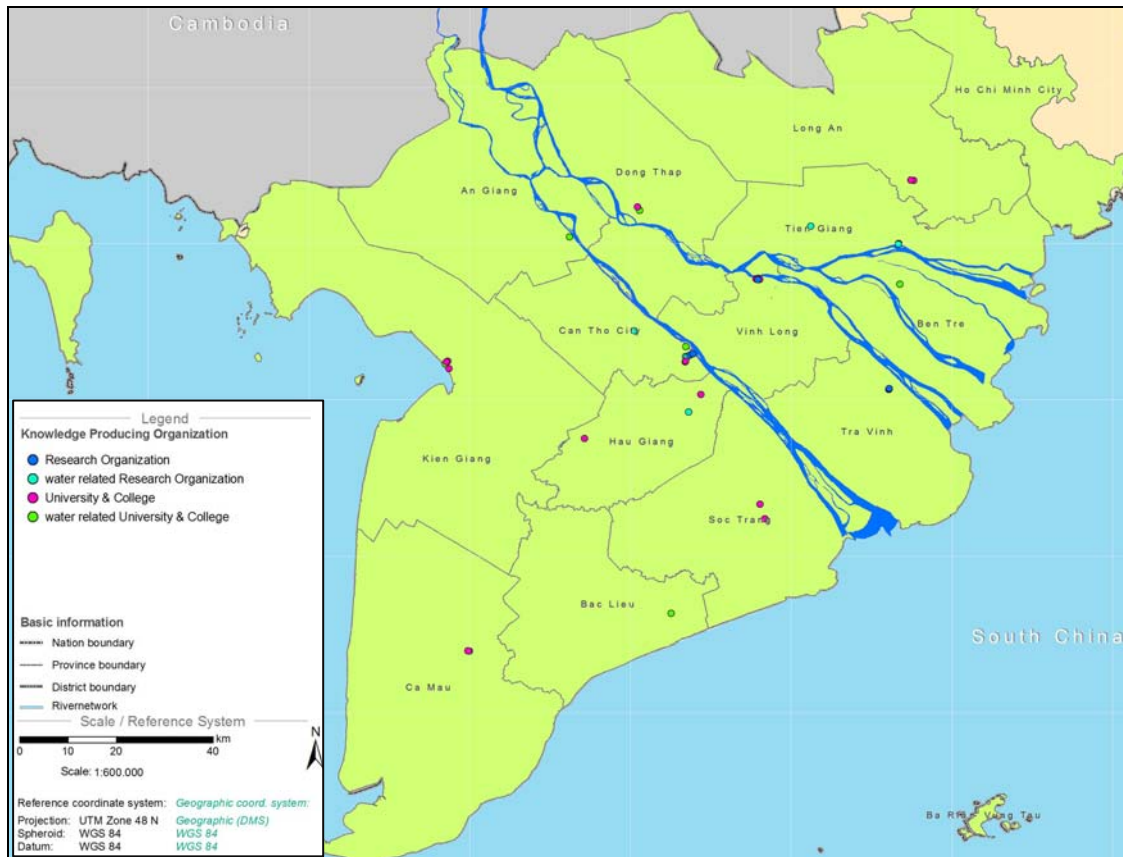 Cambodia
Ho Chi Minh City
Long An
Dong Thap
An Giang
Tien Giang
Ben Tre
Can Tho City
Vinh Long
Tra Vinh
Hau Giang
Kien Giang
Soc Trang
Bac Lieu
South China
Ca Mau
Ba Ria Vung Tau
Legend
Knowledge Producing Organization
Research Organization
water related Research Organization
University & College
water related University & College
Basic information
Nation boundary
Province boundary
District boundary
Rivernetwork
Scale / Reference System
km
0 10 20 40
N
Scale: 1:600.000
Reference coordinate system: Geographic coord. system:
Projection: UTM Zone 48 N Geographic (DMS)
Spheroid: WGS 84 WGS 84
Datum: WGS 84 WGS 84